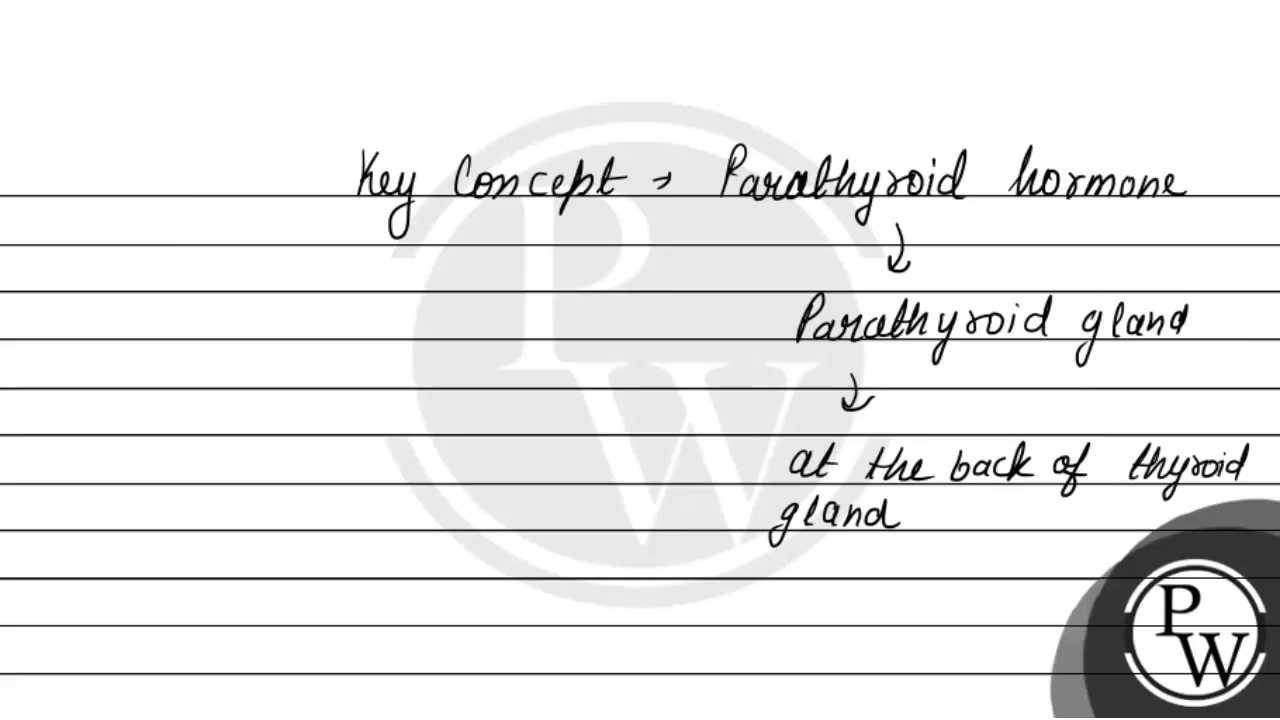 Key Concept → Parathyroid hormone
↓
Parathyroid gland
↓
at the back of thyroid
gland
P
W
P
W